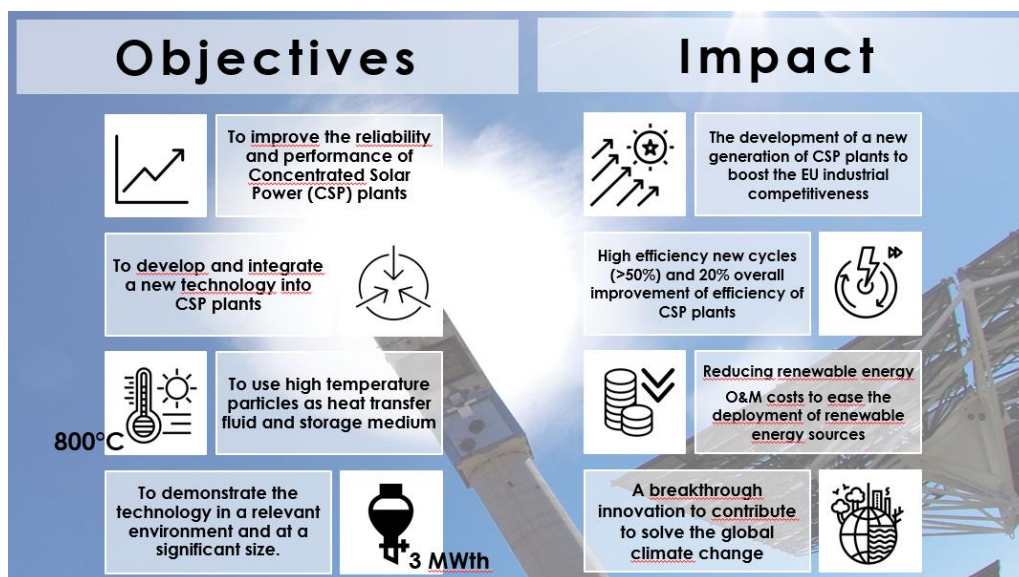 Objectives
To improve the reliability
and performance of
Concentrated Solar
Power (CSP) plants
To develop and integrate
a new technology into
CSP plants
800°C
To use high temperature
particles as heat transfer
fluid and storage medium
To demonstrate the
technology in a relevant
environment and at a
significant size.
3 MWth
Impact
The development of a new
generation of CSP plants to
boost the EU industrial
competitiveness
High efficiency new cycles
(>50%) and 20% overall
improvement of efficiency of
CSP plants
Reducing renewable energy
O&M costs to ease the
deployment of renewable
energy sources
A breakthrough
innovation to contribute
to solve the global
climate change